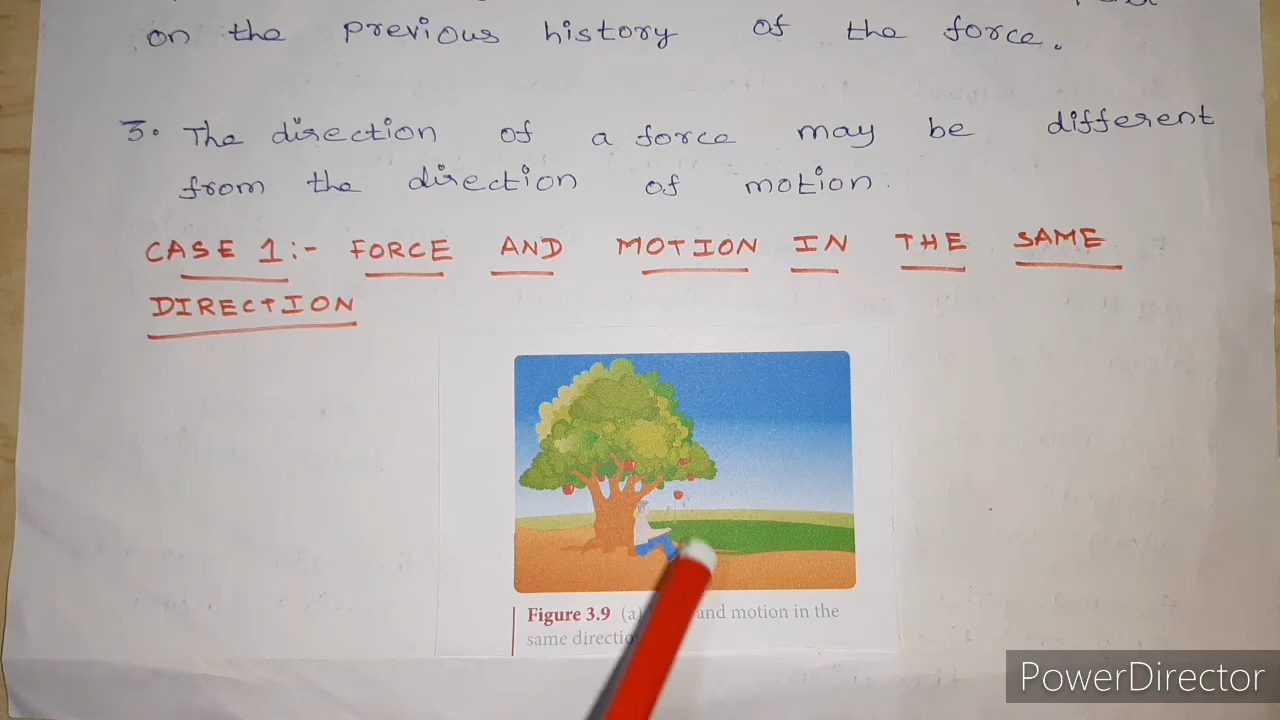 on the previous history of the force.
3. The direction of a force may be different
from the direction of motion.
CASE 1:- FORCE AND MOTION IN THE SAME
DIRECTION
Figure 3.9 (a) and motion in the
same
PowerDirector